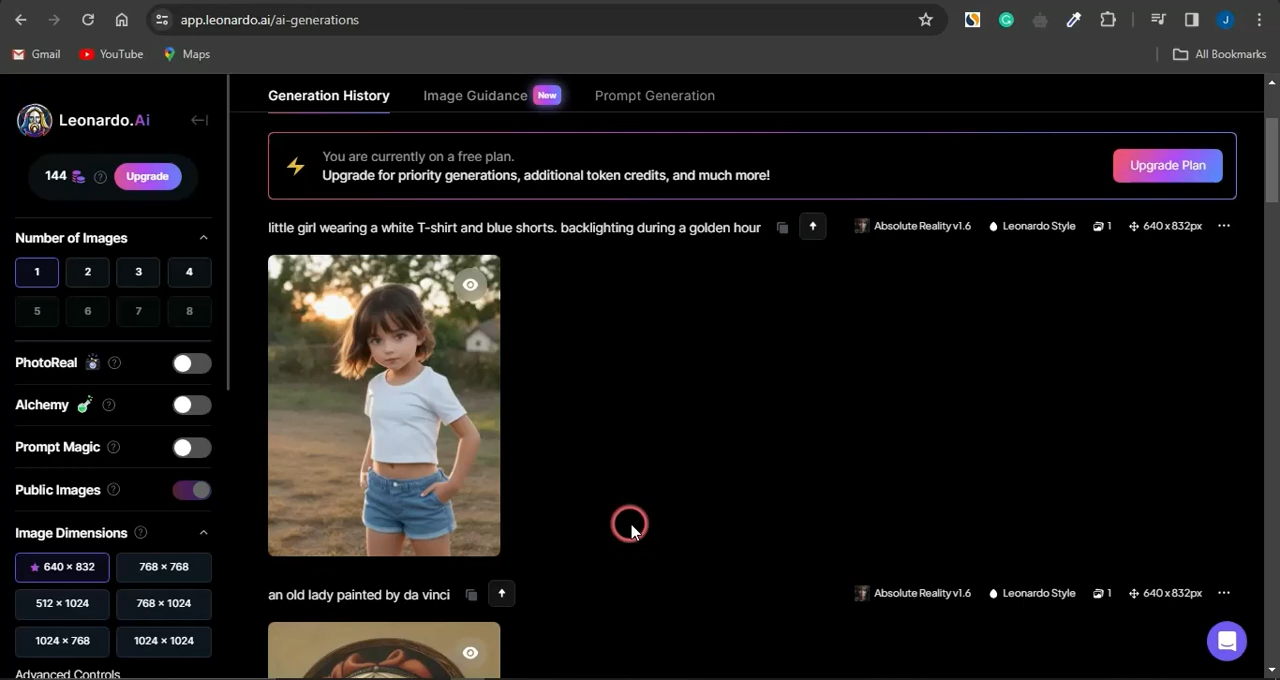 app.leonardo.ai/ai-generations
J
Gmail
YouTube
Maps
All Bookmarks
Leonardo.Ai
144
Upgrade
Number of Images
1 2 3 4
5 6 7 8
PhotoReal
Alchemy
Prompt Magic
Public Images
Image Dimensions
640 × 832 768 × 768
512 × 1024 768 × 1024
1024 × 768 1024 × 1024
Advanced Controls
Generation History Image Guidance New Prompt Generation
You are currently on a free plan.
Upgrade for priority generations, additional token credits, and much more!
Upgrade Plan
little girl wearing a white T-shirt and blue shorts. backlighting during a golden hour
Absolute Reality v1.6 Leonardo Style 1 640 x 832px
an old lady painted by da vinci
Absolute Reality v1.6 Leonardo Style 1 640 x 832px